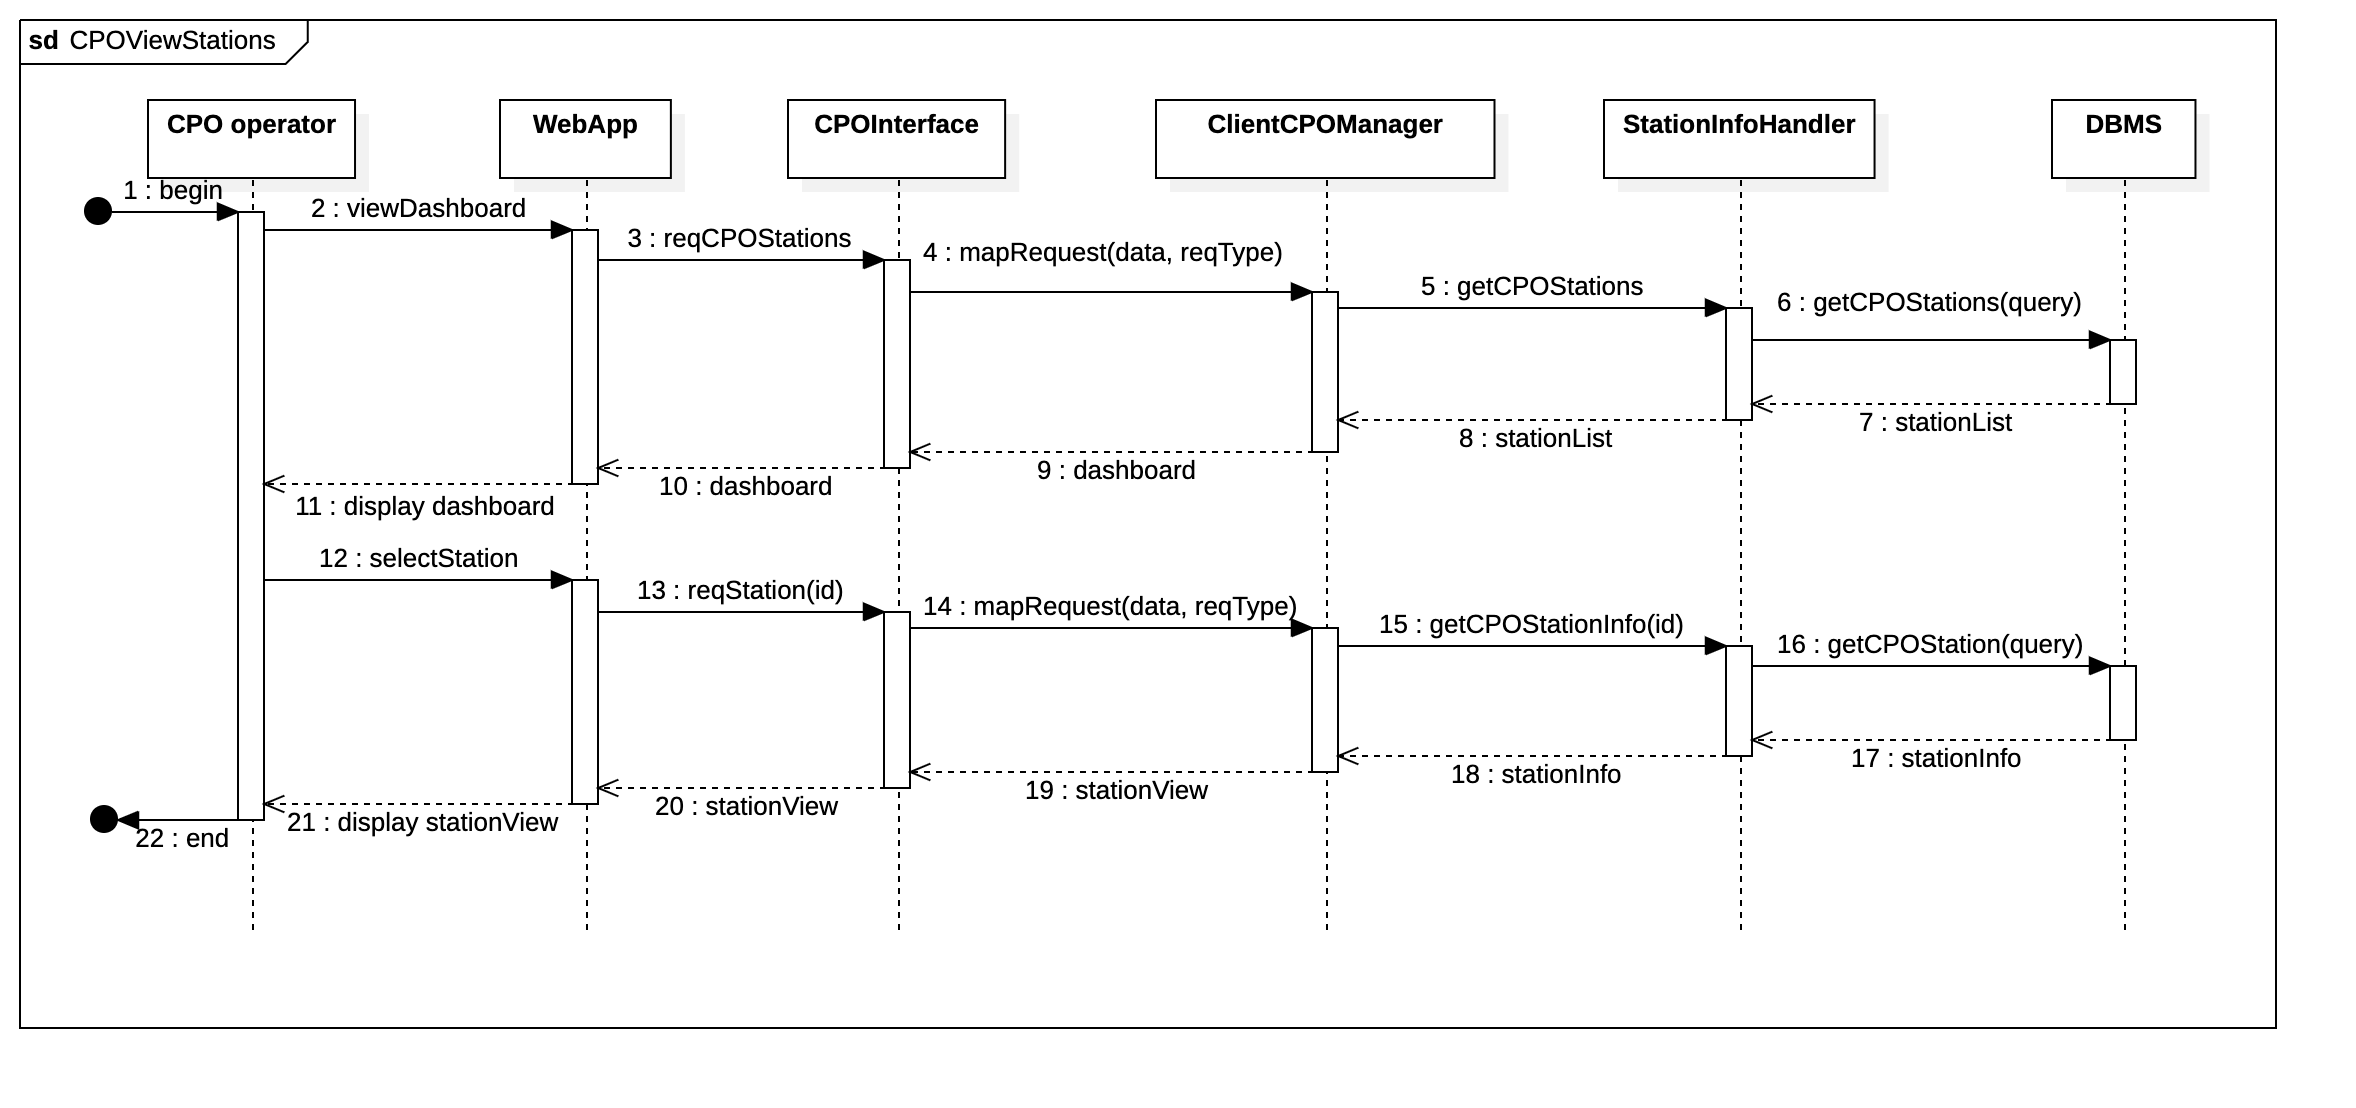 sd CPOViewStations
CPO operator
WebApp
CPOInterface
ClientCPOManager
StationInfoHandler
DBMS
1 : begin
2 : viewDashboard
3 : reqCPOStations
4 : mapRequest(data, reqType)
5 : getCPOStations
6 : getCPOStations(query)
7 : stationList
8 : stationList
9 : dashboard
10 : dashboard
11 : display dashboard
12 : selectStation
13 : reqStation(id)
14 : mapRequest(data, reqType)
15 : getCPOStationInfo(id)
16 : getCPOStation(query)
17 : stationInfo
18 : stationInfo
19 : stationView
20 : stationView
21 : display stationView
22 : end